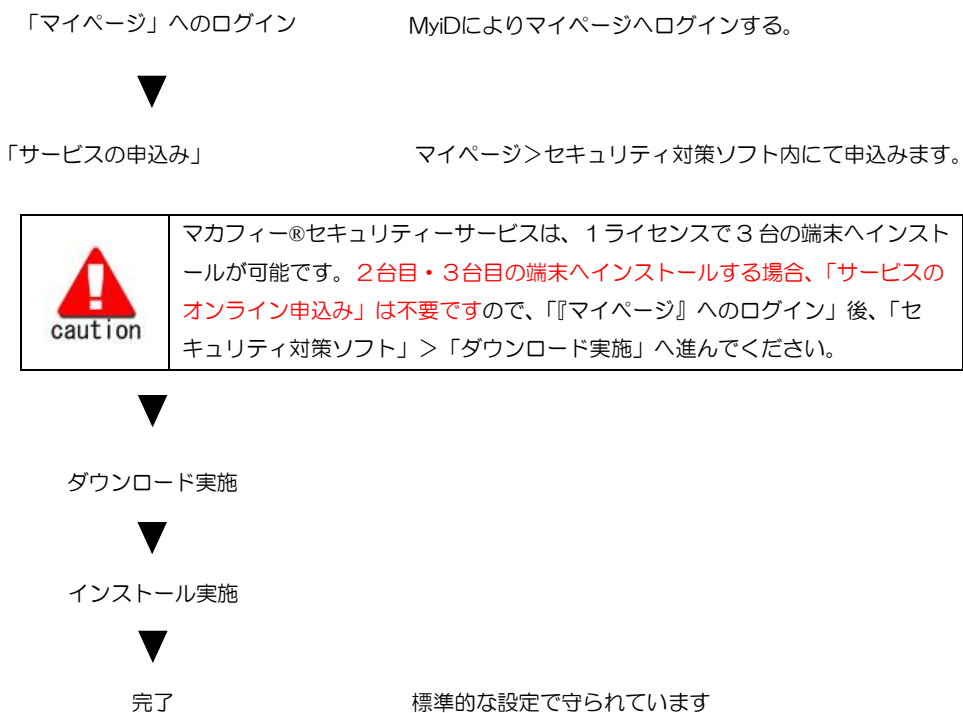 「マイページ」へのログイン　MyiDによりマイページへログインする。
「サービスの申込み」　マイページ＞セキュリティ対策ソフト内にて申込みます。
マカフィー®セキュリティーサービスは、１ライセンスで３台の端末へインスト
ールが可能です。２台目・３台目の端末へインストールする場合、「サービスの
オンライン申込み」は不要ですので、「『マイページ』へのログイン」後、「セ
キュリティ対策ソフト」＞「ダウンロード実施」へ進んでください。
caution
ダウンロード実施
インストール実施
完了　標準的な設定で守られています